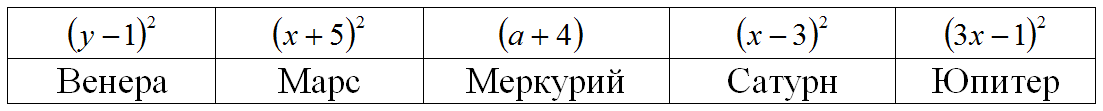 (y − 1)² (x + 5)² (a + 4) (x − 3)² (3x − 1)²
Венера Марс Меркурий Сатурн Юпитер